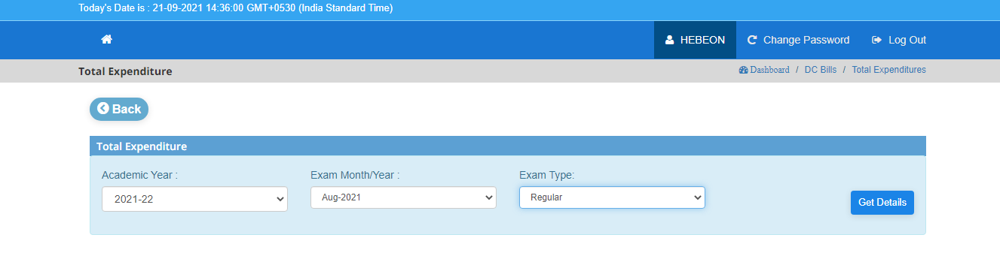 Today's Date is : 21-09-2021 14:36:00 GMT+0530 (India Standard Time)
HEBEON Change Password Log Out
Total Expenditure Dashboard / DC Bills / Total Expenditures
Back
Total Expenditure
Academic Year : Exam Month/Year : Exam Type:
2021-22 Aug-2021 Regular
Get Details